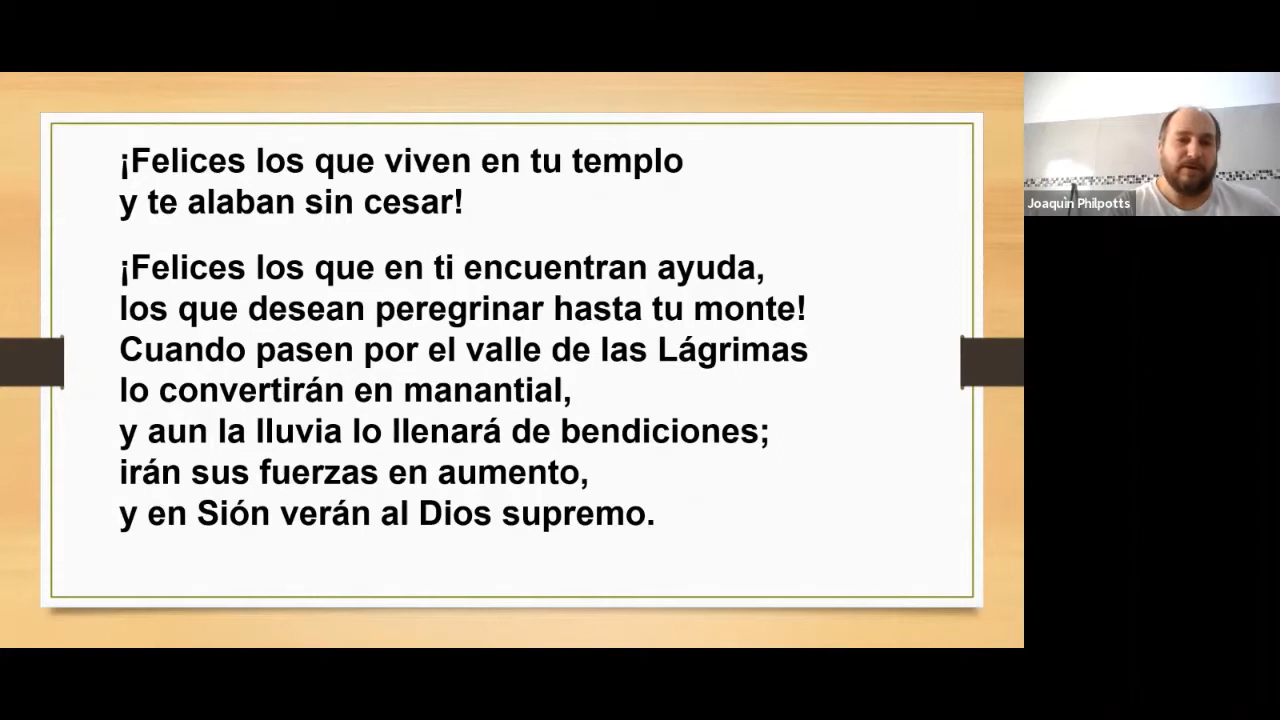 ¡Felices los que viven en tu templo
y te alaban sin cesar!
¡Felices los que en ti encuentran ayuda,
los que desean peregrinar hasta tu monte!
Cuando pasen por el valle de las Lágrimas
lo convertirán en manantial,
y aun la lluvia lo llenará de bendiciones;
irán sus fuerzas en aumento,
y en Sión verán al Dios supremo.
Joaquìn Philpotts